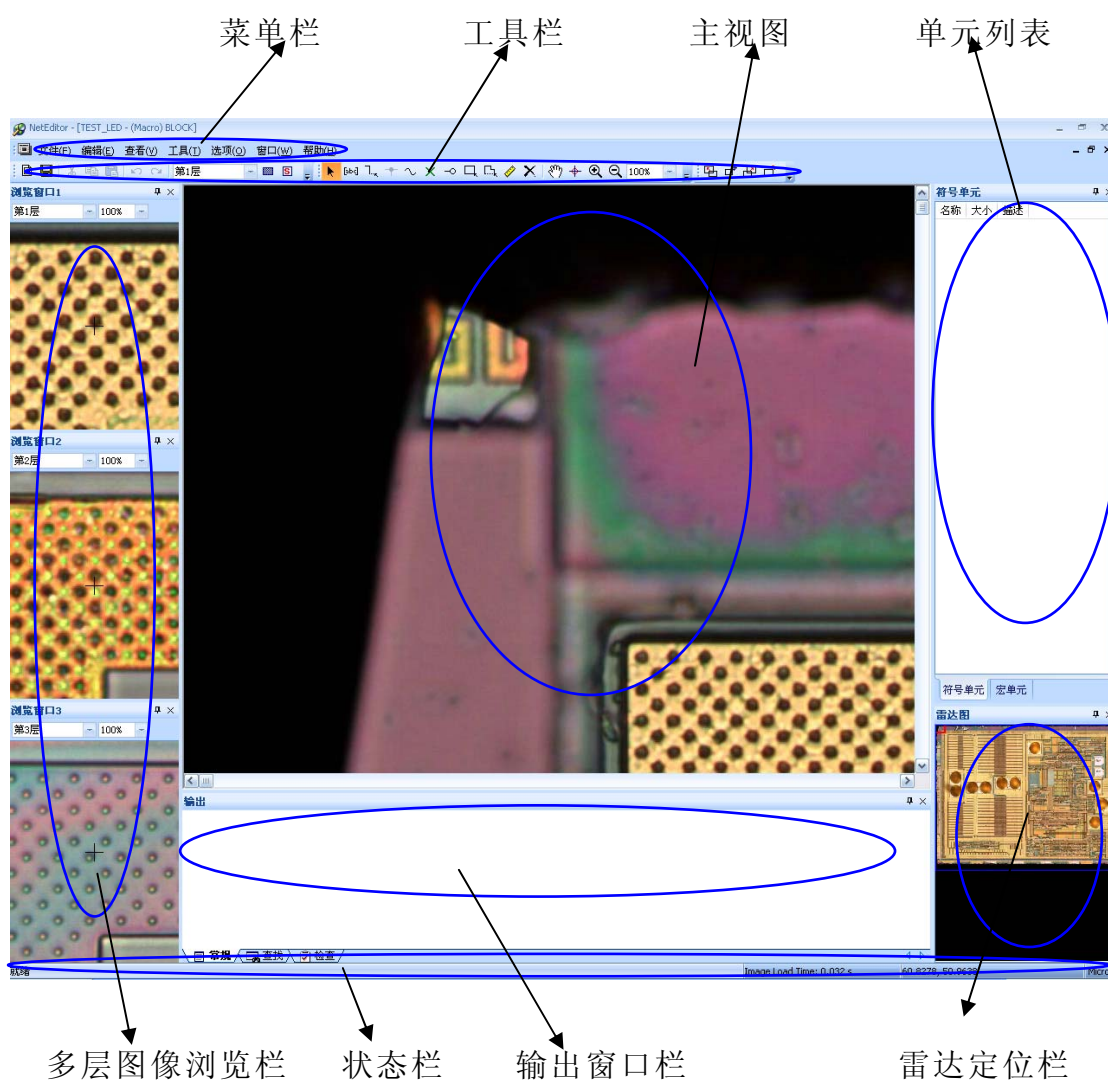 菜单栏 工具栏 主视图 单元列表
NetEditor - [TEST_LED - (Macro) BLOCK]
文件(F) 编辑(E) 查看(V) 工具(T) 选项(O) 窗口(W) 帮助(H)
第1层 100%
浏览窗口1
第1层 100%
浏览窗口2
第2层 100%
浏览窗口3
第3层 100%
符号单元
名称 大小 描述
符号单元 宏单元
雷达图
输出
常规 查找 检查
就绪 Image Load Time: 0.032 s
多层图像浏览栏 状态栏 输出窗口栏 雷达定位栏